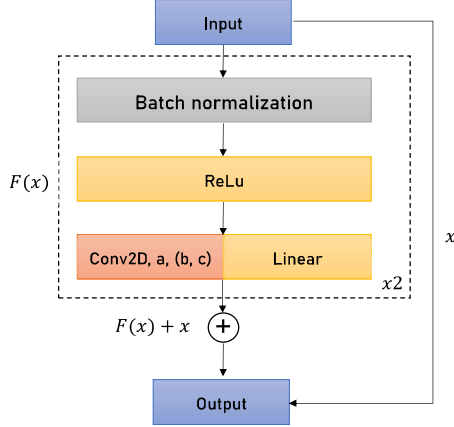 Input
Batch normalization
F(x)
ReLu
x
Conv2D, a, (b, c)
Linear
x2
F(x) + x
+
Output